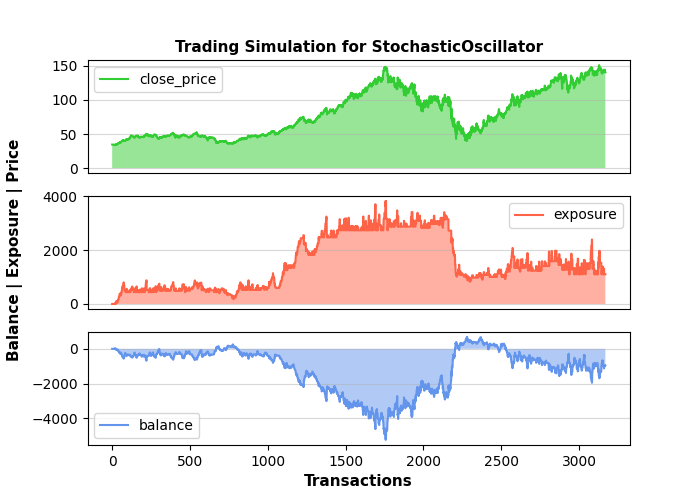 Trading Simulation for StochasticOscillator
150
100
50
0
close_price
4000
2000
0
exposure
0
−2000
−4000
balance
0 500 1000 1500 2000 2500 3000
Transactions
Balance | Exposure | Price